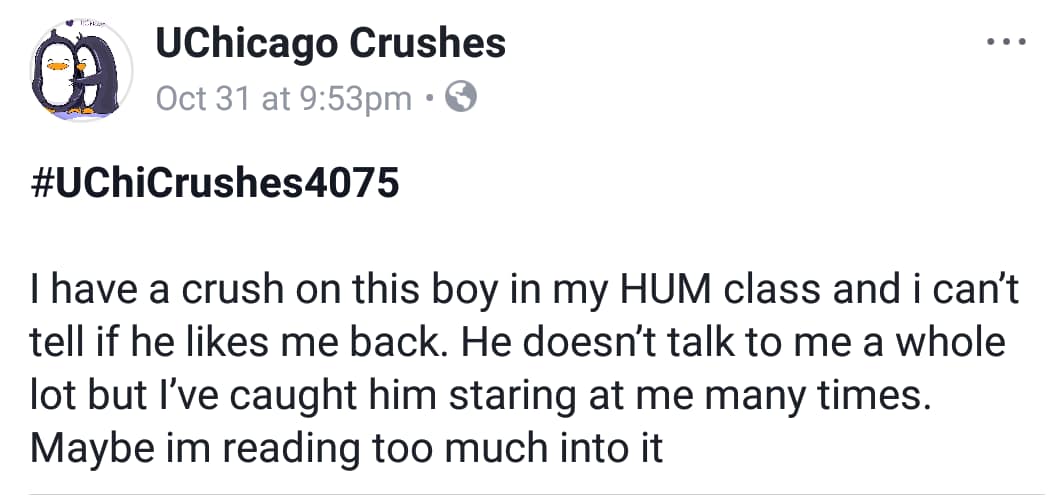 UChicago Crushes
Oct 31 at 9:53pm
#UChiCrushes4075
I have a crush on this boy in my HUM class and i can't
tell if he likes me back. He doesn't talk to me a whole
lot but I've caught him staring at me many times.
Maybe im reading too much into it